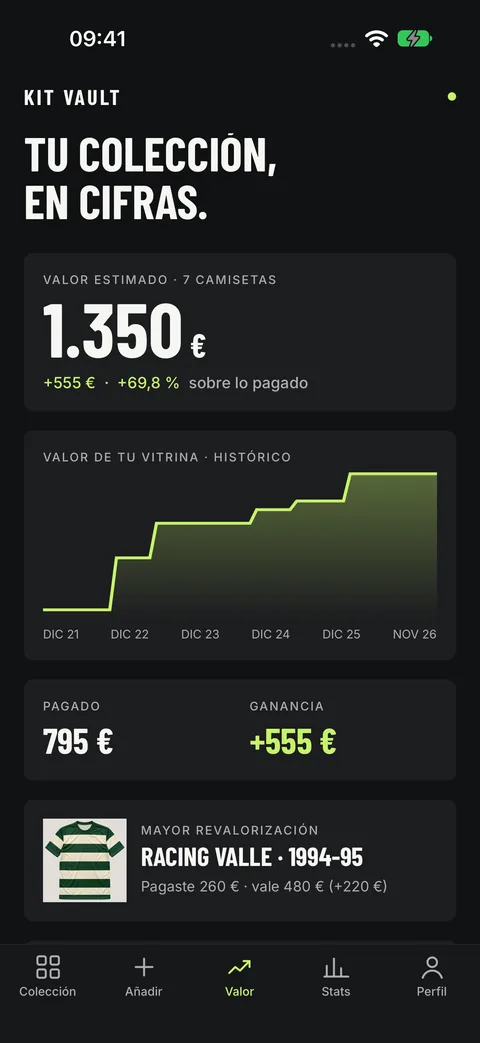 09:41
KIT VAULT
TU COLECCIÓN,
EN CIFRAS.
VALOR ESTIMADO · 7 CAMISETAS
1.350 €
+555 € · +69,8 % sobre lo pagado
VALOR DE TU VITRINA · HISTÓRICO
DIC 21 DIC 22 DIC 23 DIC 24 DIC 25 NOV 26
PAGADO GANANCIA
795 € +555 €
MAYOR REVALORIZACIÓN
RACING VALLE · 1994-95
Pagaste 260 € · vale 480 € (+220 €)
Colección Añadir Valor Stats Perfil